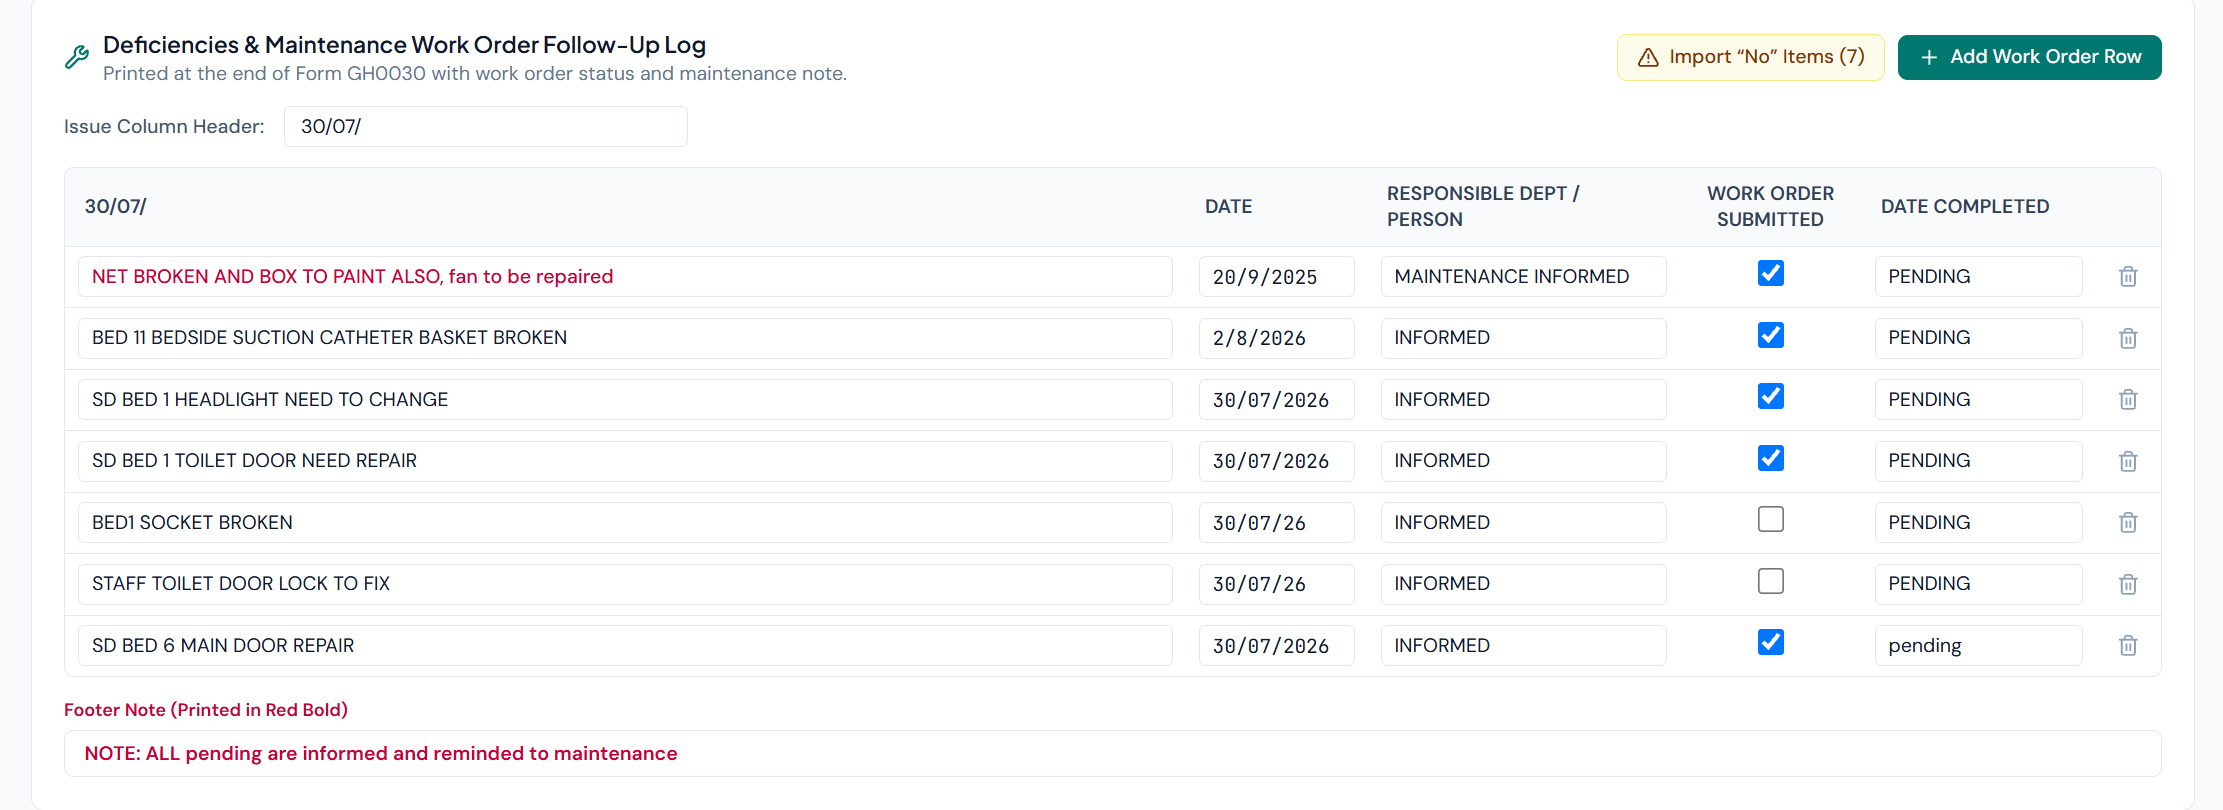 Deficiencies & Maintenance Work Order Follow-Up Log
Printed at the end of Form GH0030 with work order status and maintenance note.
Import “No” Items (7)
+ Add Work Order Row
Issue Column Header: 30/07/
30/07/ DATE RESPONSIBLE DEPT / PERSON WORK ORDER SUBMITTED DATE COMPLETED
NET BROKEN AND BOX TO PAINT ALSO, fan to be repaired 20/9/2025 MAINTENANCE INFORMED PENDING
BED 11 BEDSIDE SUCTION CATHETER BASKET BROKEN 2/8/2026 INFORMED PENDING
SD BED 1 HEADLIGHT NEED TO CHANGE 30/07/2026 INFORMED PENDING
SD BED 1 TOILET DOOR NEED REPAIR 30/07/2026 INFORMED PENDING
BED1 SOCKET BROKEN 30/07/26 INFORMED PENDING
STAFF TOILET DOOR LOCK TO FIX 30/07/26 INFORMED PENDING
SD BED 6 MAIN DOOR REPAIR 30/07/2026 INFORMED pending
Footer Note (Printed in Red Bold)
NOTE: ALL pending are informed and reminded to maintenance